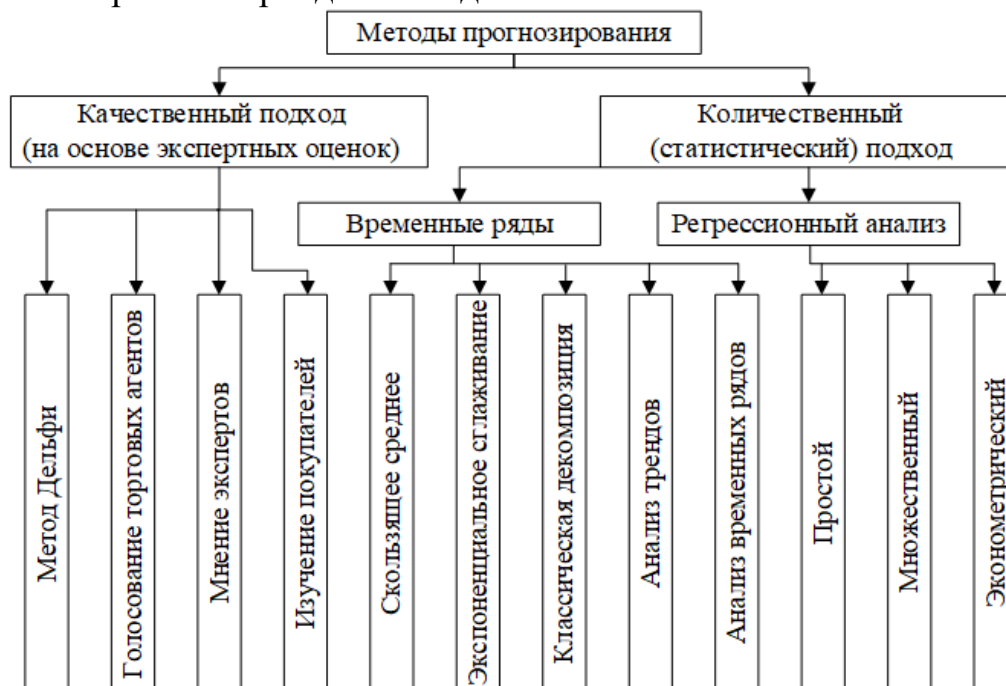 Методы прогнозирования
Качественный подход
(на основе экспертных оценок)
Количественный
(статистический) подход
Временные ряды
Регрессионный анализ
Метод Дельфи
Голосование торговых агентов
Мнение экспертов
Изучение покупателей
Скользящее среднее
Экспоненциальное сглаживание
Классическая декомпозиция
Анализ трендов
Анализ временных рядов
Простой
Множественный
Эконометрический